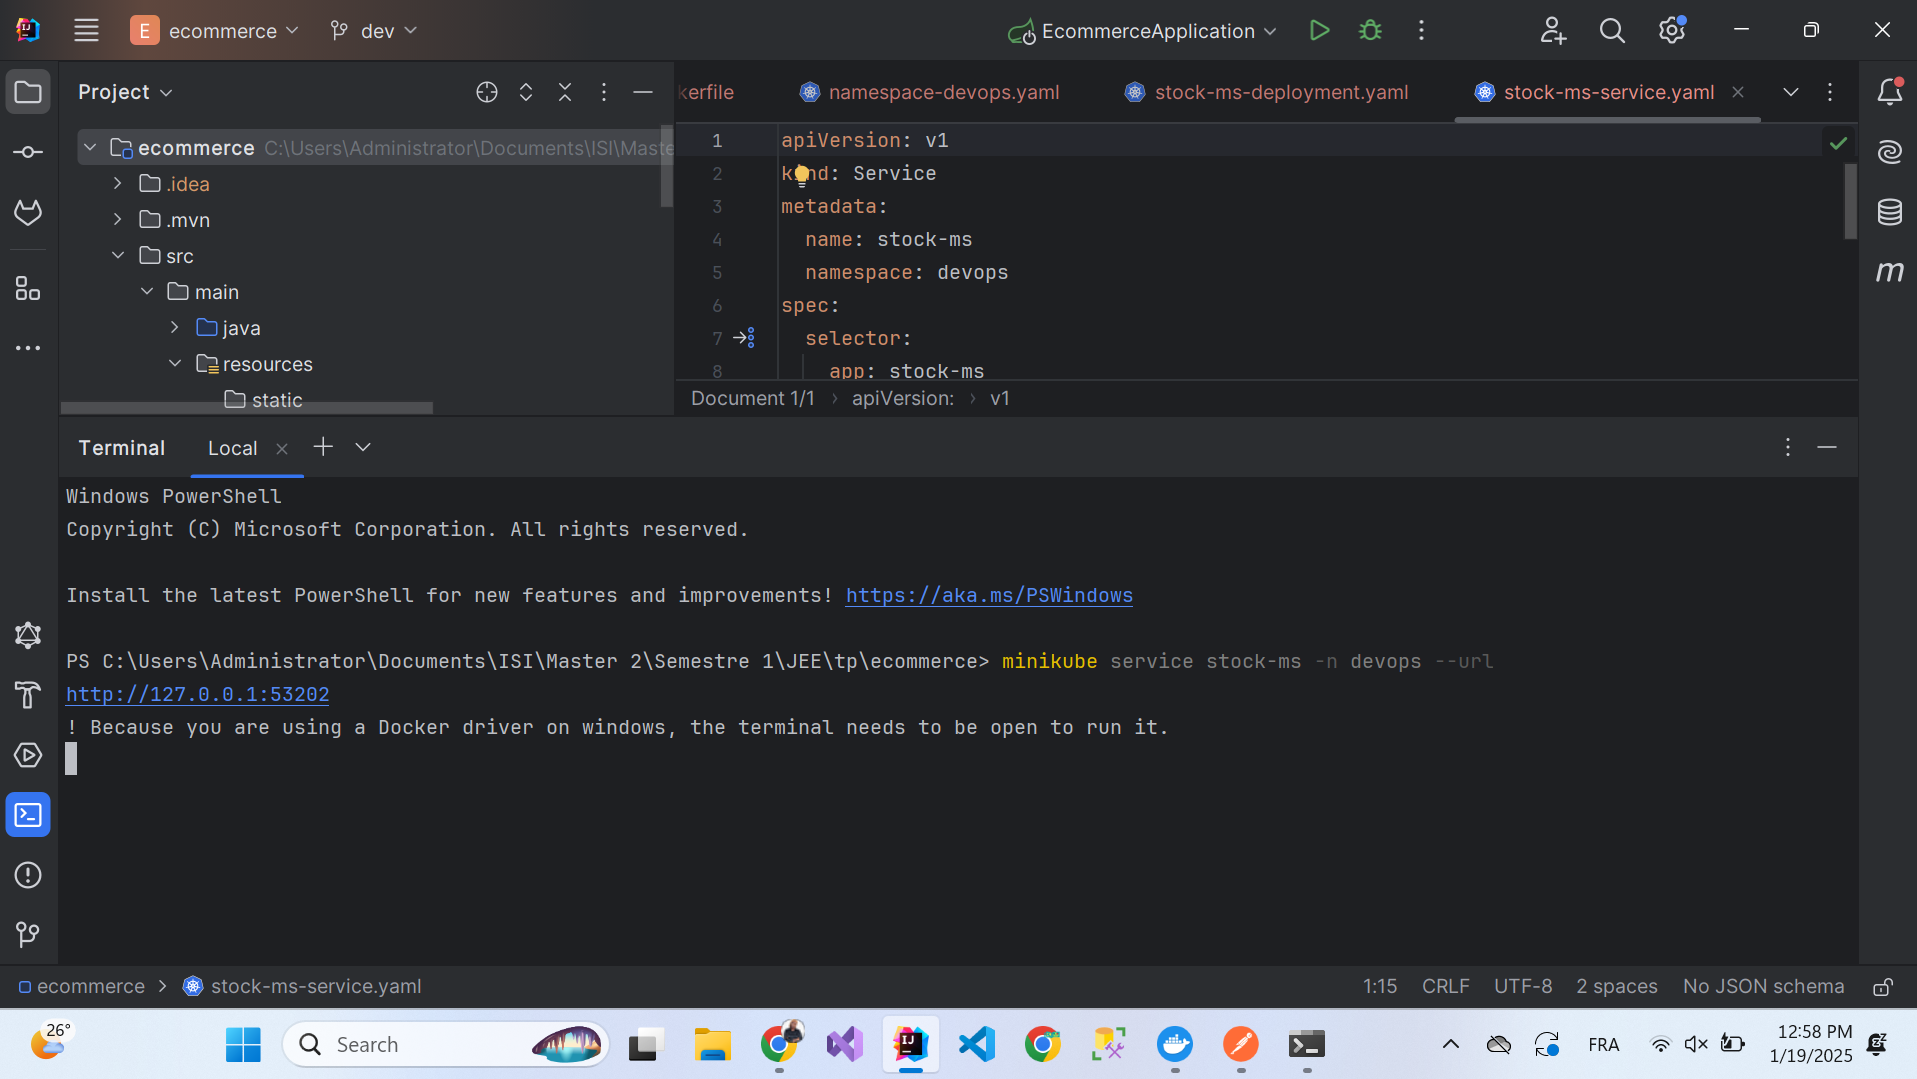 E ecommerce dev EcommerceApplication
Project
kerfile namespace-devops.yaml stock-ms-deployment.yaml stock-ms-service.yaml
ecommerce C:\Users\Administrator\Documents\ISI\Maste
.idea
.mvn
src
main
java
resources
static
1 apiVersion: v1
2 kind: Service
3 metadata:
4 name: stock-ms
5 namespace: devops
6 spec:
7 selector:
8 app: stock-ms
Document 1/1 › apiVersion: › v1
Terminal Local
Windows PowerShell
Copyright (C) Microsoft Corporation. All rights reserved.
Install the latest PowerShell for new features and improvements! https://aka.ms/PSWindows
PS C:\Users\Administrator\Documents\ISI\Master 2\Semestre 1\JEE\tp\ecommerce> minikube service stock-ms -n devops --url
http://127.0.0.1:53202
! Because you are using a Docker driver on windows, the terminal needs to be open to run it.
ecommerce > stock-ms-service.yaml 1:15 CRLF UTF-8 2 spaces No JSON schema
26° Search FRA 12:58 PM
1/19/2025